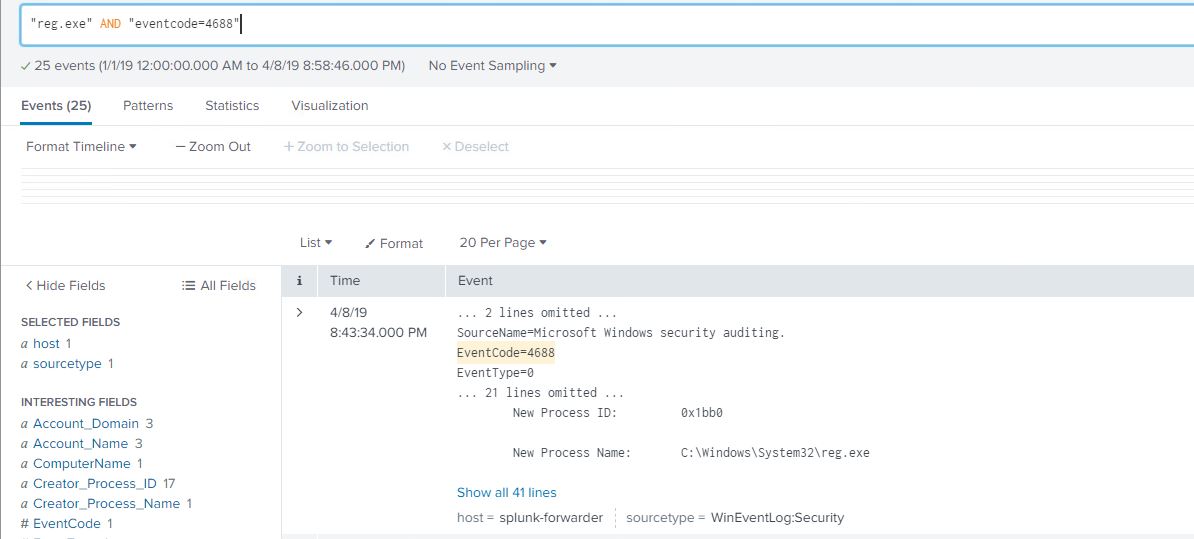 "reg.exe" AND "eventcode=4688"
25 events (1/1/19 12:00:00.000 AM to 4/8/19 8:58:46.000 PM) No Event Sampling
Events (25) Patterns Statistics Visualization
Format Timeline — Zoom Out + Zoom to Selection × Deselect
List Format 20 Per Page
< Hide Fields All Fields
i Time Event
SELECTED FIELDS
a host 1
a sourcetype 1
INTERESTING FIELDS
a Account_Domain 3
a Account_Name 3
a ComputerName 1
a Creator_Process_ID 17
a Creator_Process_Name 1
# EventCode 1
> 4/8/19
8:43:34.000 PM
... 2 lines omitted ...
SourceName=Microsoft Windows security auditing.
EventCode=4688
EventType=0
... 21 lines omitted ...
New Process ID: 0x1bb0
New Process Name: C:\Windows\System32\reg.exe
Show all 41 lines
host = splunk-forwarder sourcetype = WinEventLog:Security